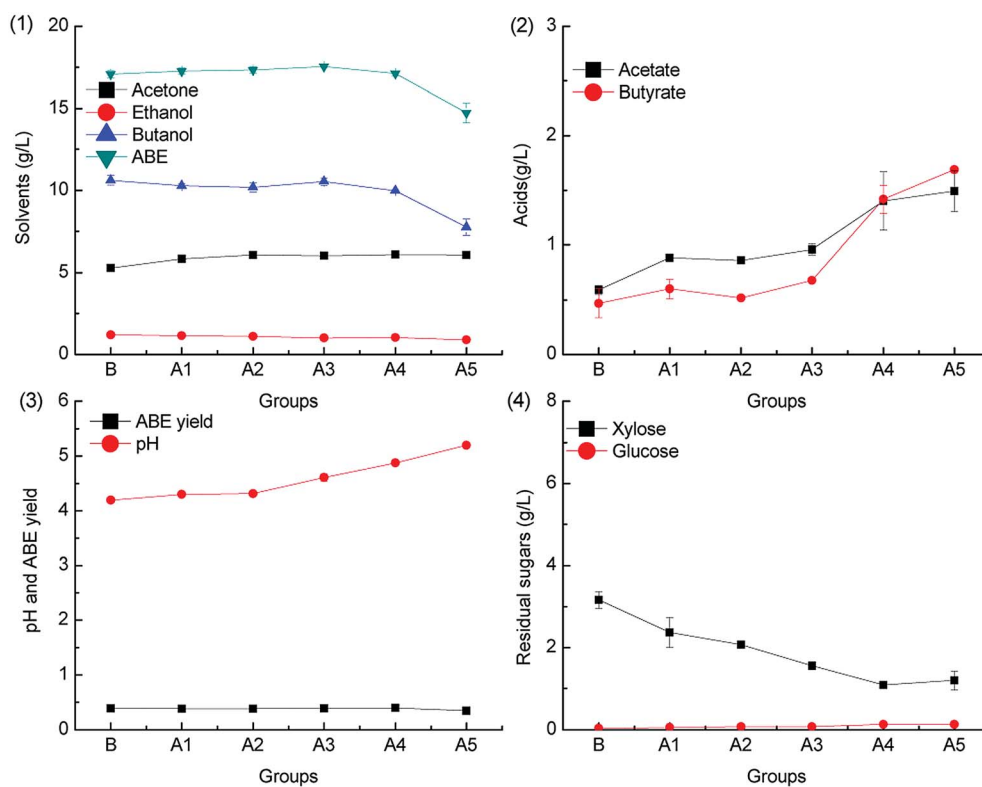 (1)
Solvents (g/L)
20
15
10
5
0
Acetone
Ethanol
Butanol
ABE
B A1 A2 A3 A4 A5
Groups
(2)
Acids(g/L)
3
2
1
0
Acetate
Butyrate
B A1 A2 A3 A4 A5
Groups
(3)
pH and ABE yield
6
5
4
3
2
1
0
ABE yield
pH
B A1 A2 A3 A4 A5
Groups
(4)
Residual sugars (g/L)
8
6
4
2
0
Xylose
Glucose
B A1 A2 A3 A4 A5
Groups